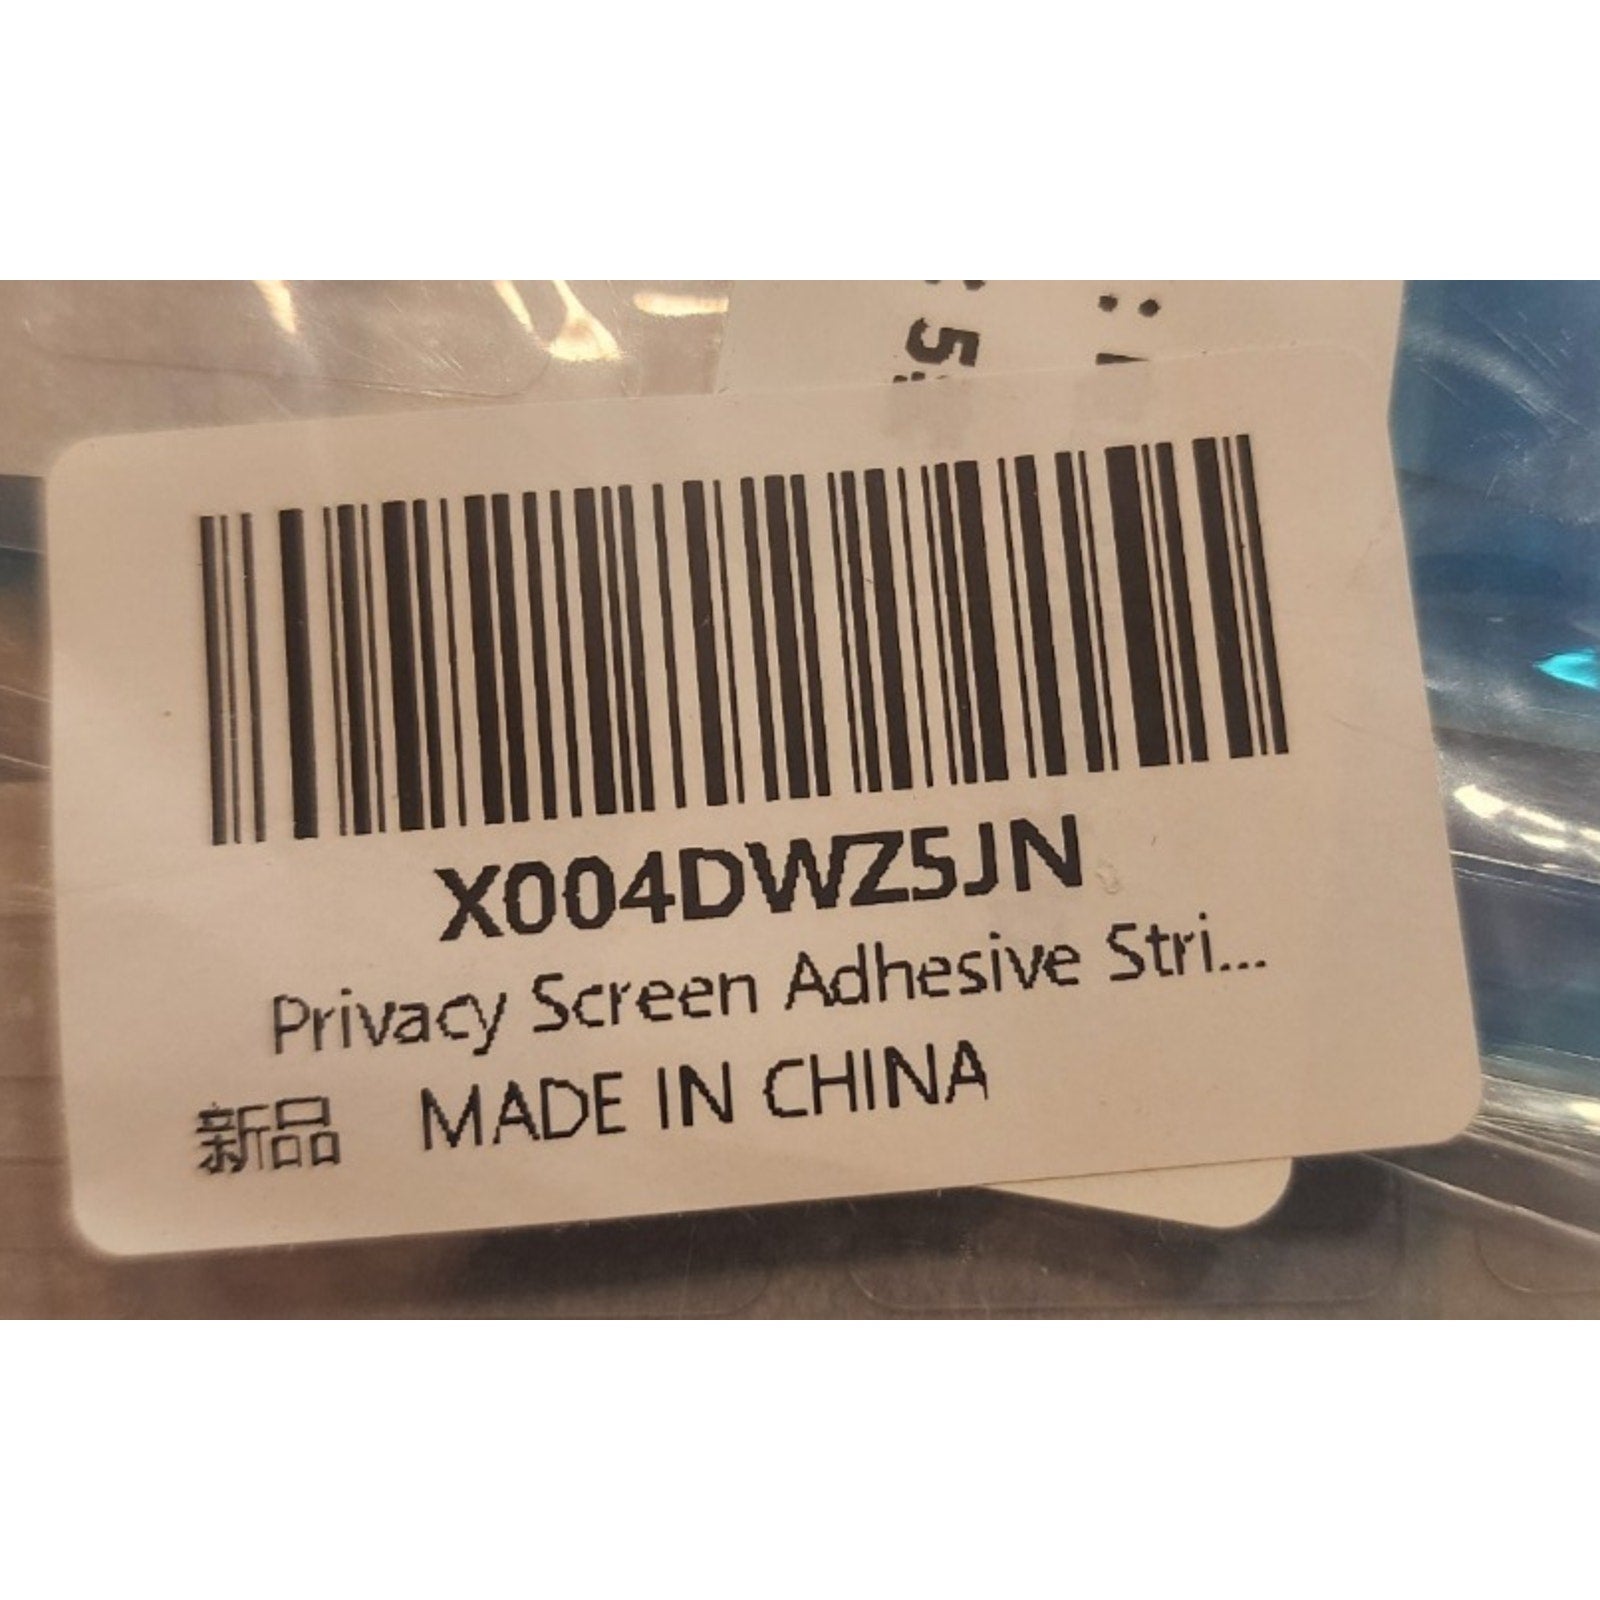 X004DWZ5JN
Privacy Screen Adhesive Stri...
新品 MADE IN CHINA